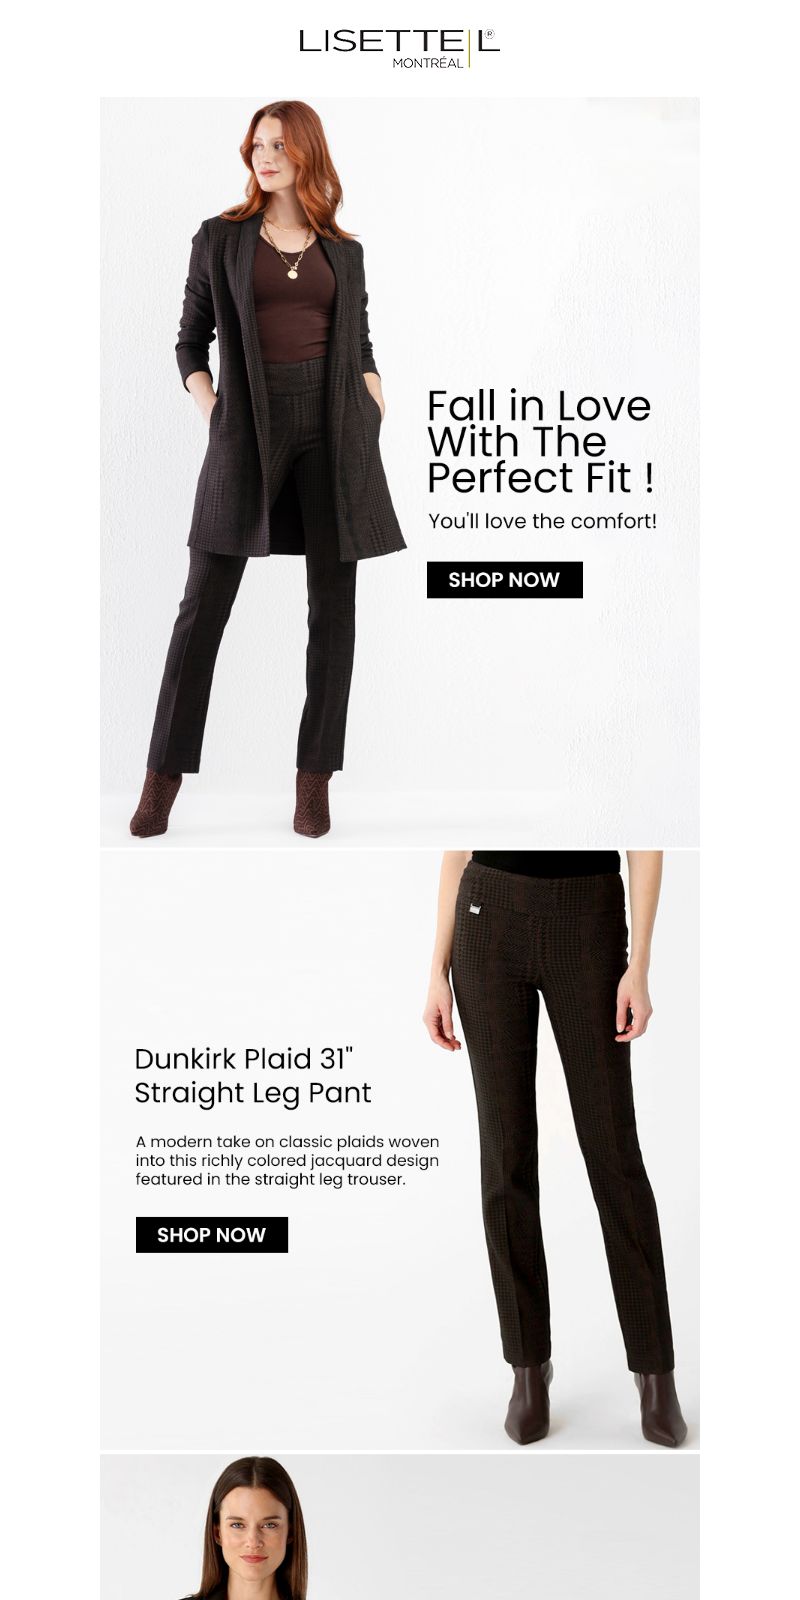 LISETTE L®
MONTRÉAL
Fall in Love
With The
Perfect Fit !
You'll love the comfort!
SHOP NOW
Dunkirk Plaid 31"
Straight Leg Pant
A modern take on classic plaids woven
into this richly colored jacquard design
featured in the straight leg trouser.
SHOP NOW